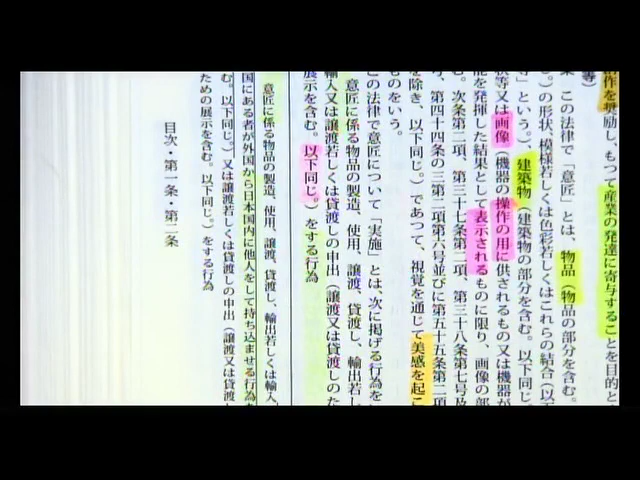 作を奨励し、もつて産業の発達に寄与することを目的と
等）
この法律で「意匠」とは、物品（物品の部分を含む。
）の形状、模様若しくは色彩若しくはこれらの結合（以下
」という。）、建築物（建築物の部分を含む。以下同じ。
状等又は画像（機器の操作の用に供されるもの又は機器が
能を発揮した結果として表示されるものに限り、画像の部
む。次条第二項、第三十七条第二項、第三十八条第七号及
第四十四条の三第二項第六号並びに第五十五条第二項
を除き、以下同じ。）であつて、視覚を通じて美感を起こ
ものをいう。
この法律で意匠について「実施」とは、次に掲げる行為を
意匠に係る物品の製造、使用、譲渡、貸渡し、輸出若し
輸入又は譲渡若しくは貸渡しの申出（譲渡又は貸渡しのた
展示を含む。以下同じ。）をする行為
意匠に係る物品の製造、使用、譲渡、貸渡し、輸出若しくは輸入
国にある者が外国から日本国内に他人をして持ち込ませる行為を
む。以下同じ。）又は譲渡若しくは貸渡しの申出（譲渡又は貸渡し
ための展示を含む。以下同じ。）をする行為
目次・第一条・第二条